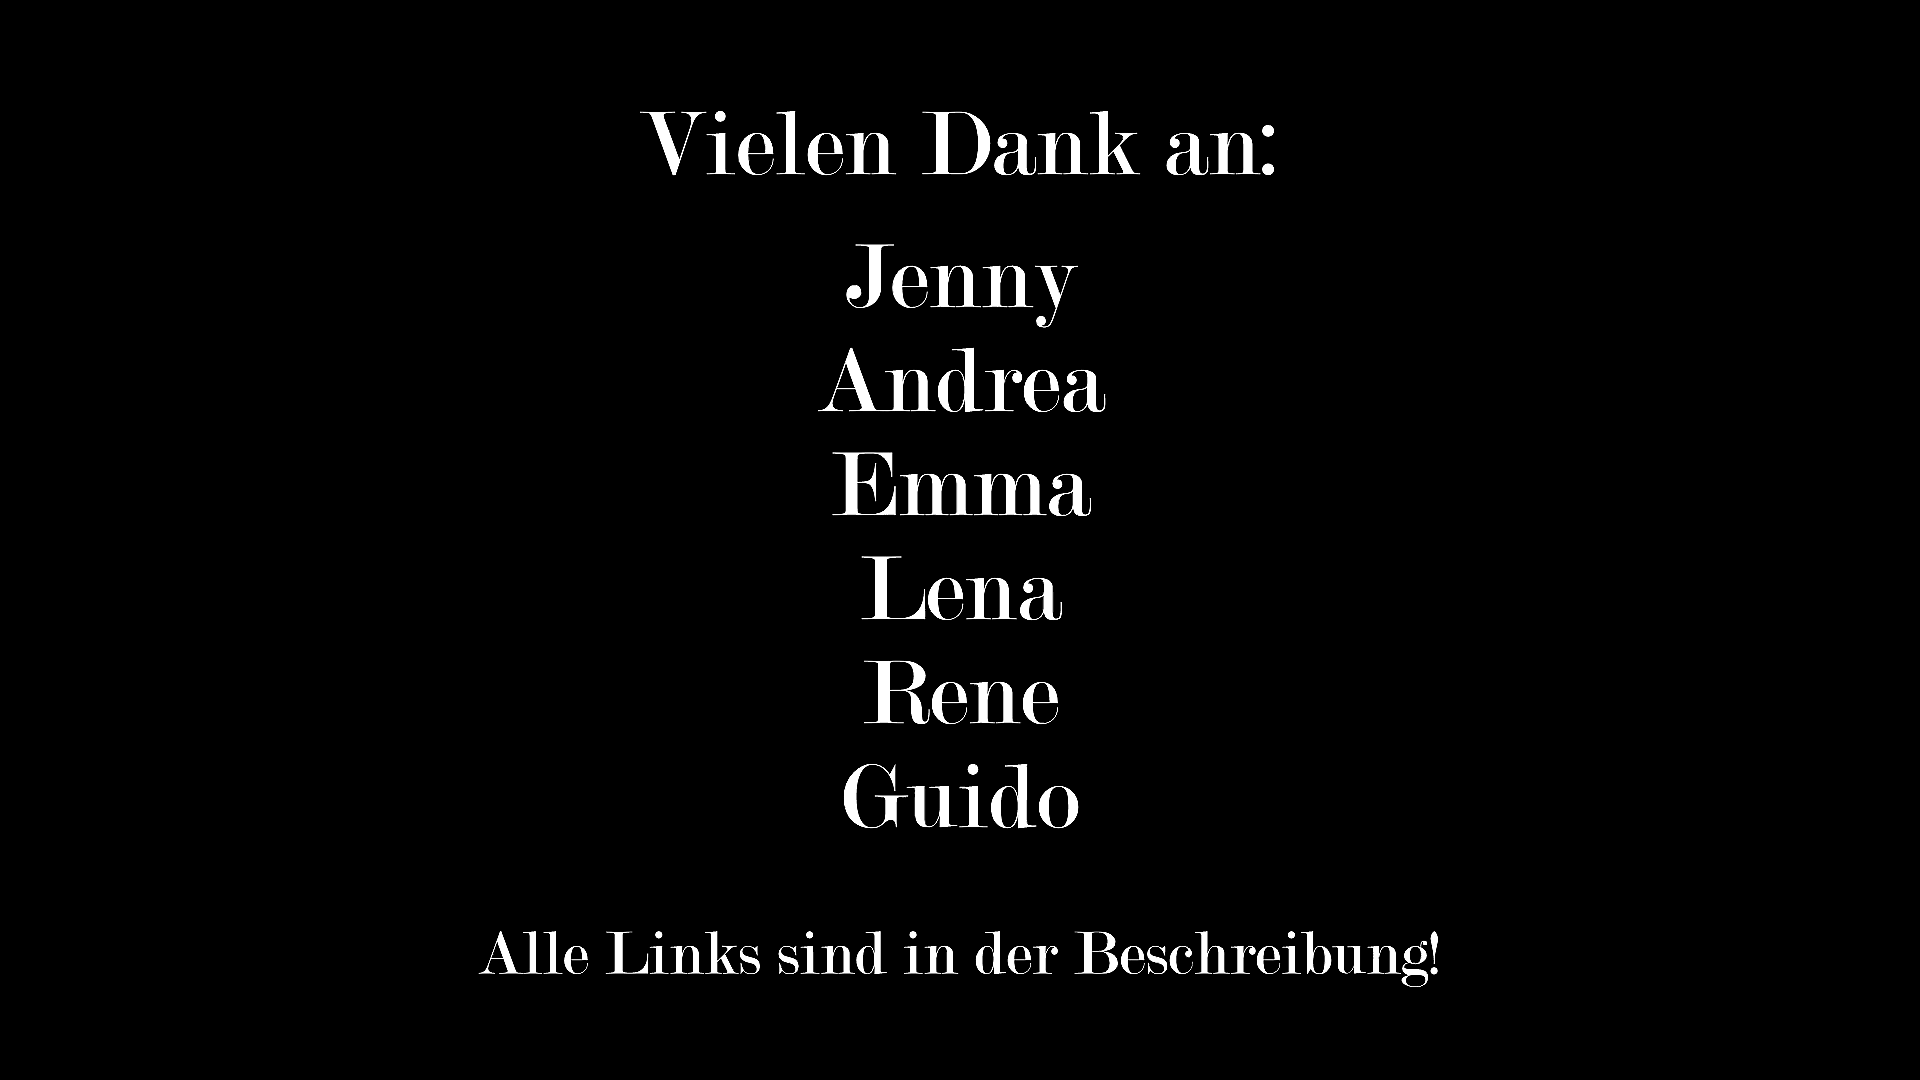 Vielen Dank an:
Jenny
Andrea
Emma
Lena
Rene
Guido
Alle Links sind in der Beschreibung!